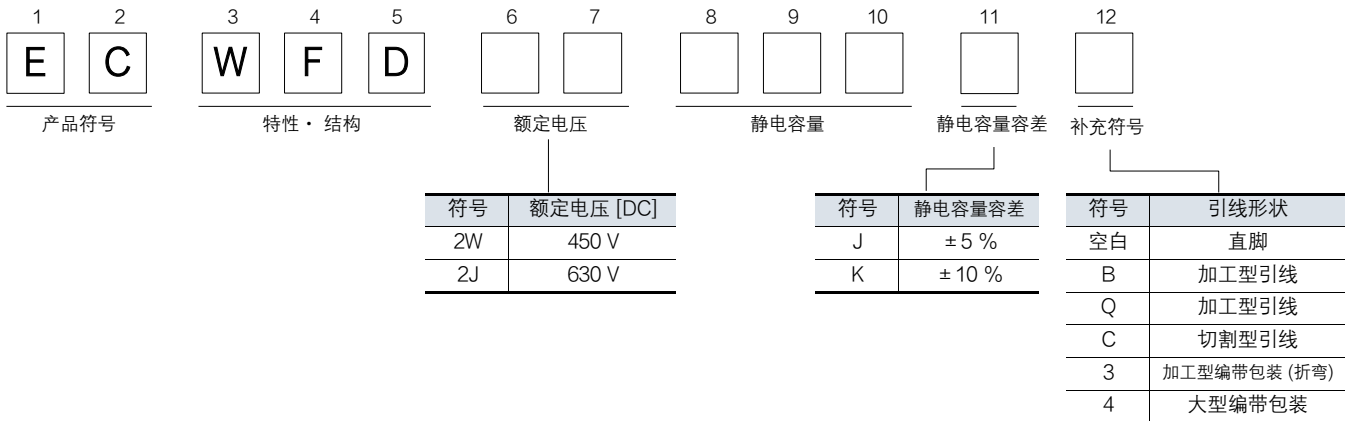 1 2 3 4 5 6 7 8 9 10 11 12
E C W F D
产品符号 特性・ 结构 额定电压 静电容量 静电容量容差 补充符号
符号 额定电压 [DC]
2W 450 V
2J 630 V
符号 静电容量容差
J ±5 %
K ±10 %
符号 引线形状
空白 直脚
B 加工型引线
Q 加工型引线
C 切割型引线
3 加工型编带包装 (折弯)
4 大型编带包装